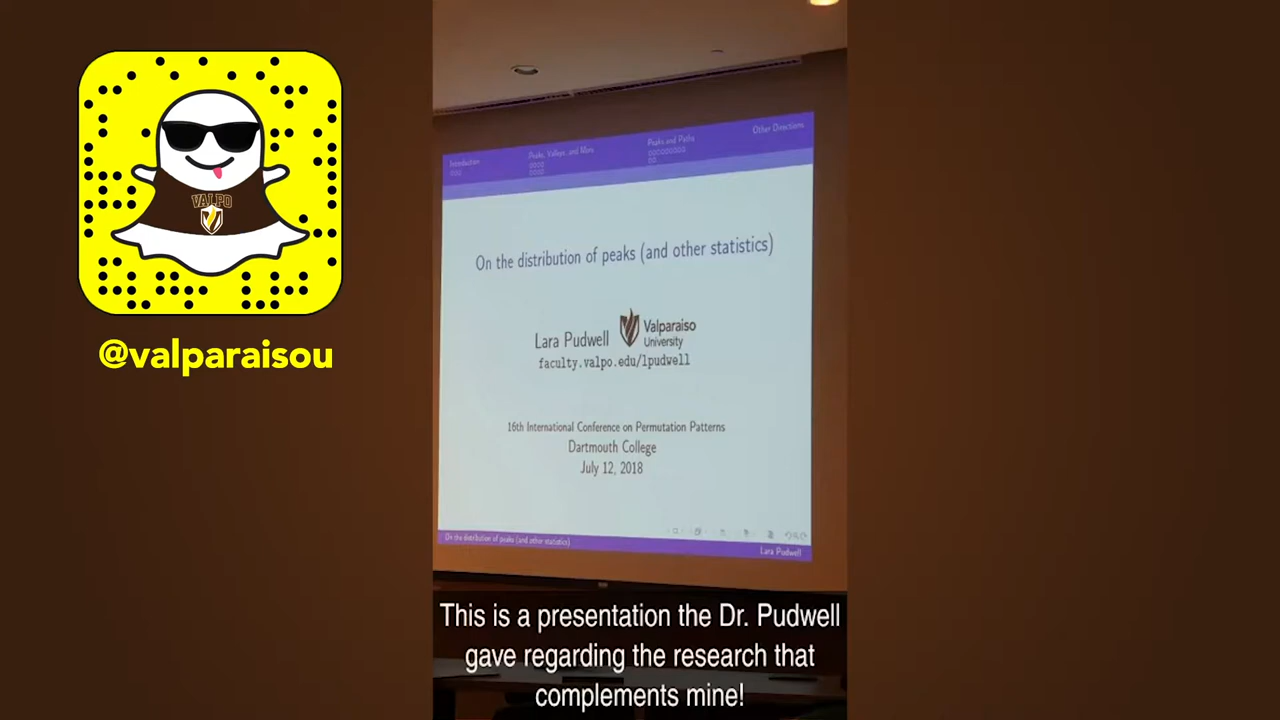 VALPO
@valparaisou
Introduction
Peaks, Valleys, and More
Peaks and Paths
Other Directions
On the distribution of peaks (and other statistics)
Lara Pudwell
Valparaiso
University
faculty.valpo.edu/lpudwell
16th International Conference on Permutation Patterns
Dartmouth College
July 12, 2018
On the distribution of peaks (and other statistics)
Lara Pudwell
This is a presentation the Dr. Pudwell
gave regarding the research that
complements mine!